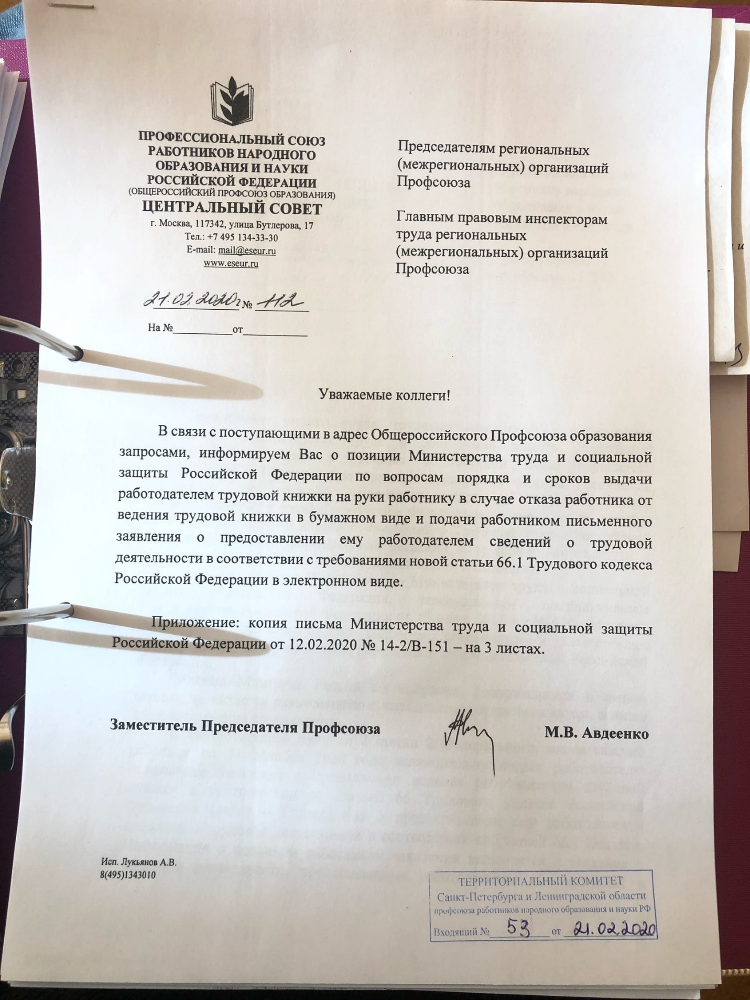 ПРОФЕССИОНАЛЬНЫЙ СОЮЗ
РАБОТНИКОВ НАРОДНОГО
ОБРАЗОВАНИЯ И НАУКИ
РОССИЙСКОЙ ФЕДЕРАЦИИ
(ОБЩЕРОССИЙСКИЙ ПРОФСОЮЗ ОБРАЗОВАНИЯ)
ЦЕНТРАЛЬНЫЙ СОВЕТ
г. Москва, 117342, улица Бутлерова, 17
Тел.: +7 495 134-33-30
E-mail: mail@eseur.ru
www.eseur.ru
21.02.2020г № 112
На №__________от___________
Председателям региональных
(межрегиональных) организаций
Профсоюза
Главным правовым инспекторам
труда региональных
(межрегиональных) организаций
Профсоюза
Уважаемые коллеги!
В связи с поступающими в адрес Общероссийского Профсоюза образования
запросами, информируем Вас о позиции Министерства труда и социальной
защиты Российской Федерации по вопросам порядка и сроков выдачи
работодателем трудовой книжки на руки работнику в случае отказа работника от
ведения трудовой книжки в бумажном виде и подачи работником письменного
заявления о предоставлении ему работодателем сведений о трудовой
деятельности в соответствии с требованиями новой статьи 66.1 Трудового кодекса
Российской Федерации в электронном виде.
Приложение: копия письма Министерства труда и социальной защиты
Российской Федерации от 12.02.2020 № 14-2/В-151 – на 3 листах.
Заместитель Председателя Профсоюза М.В. Авдеенко
Исп. Лукьянов А.В.
8(495)1343010
ТЕРРИТОРИАЛЬНЫЙ КОМИТЕТ
Санкт-Петербурга и Ленинградской области
профсоюза работников народного образования и науки РФ
Входящий № 53 от 21.02.2020